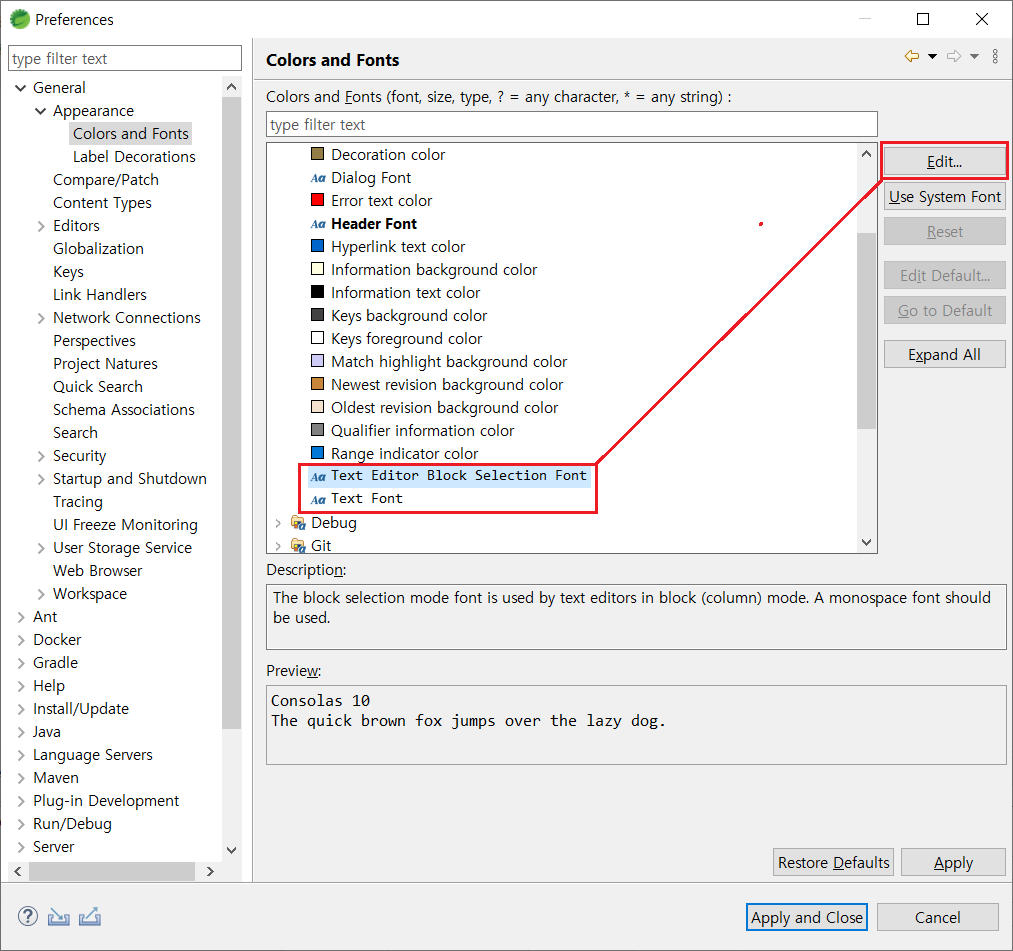 Preferences
type filter text
General
Appearance
Colors and Fonts
Label Decorations
Compare/Patch
Content Types
Editors
Globalization
Keys
Link Handlers
Network Connections
Perspectives
Project Natures
Quick Search
Schema Associations
Search
Security
Startup and Shutdown
Tracing
UI Freeze Monitoring
User Storage Service
Web Browser
Workspace
Ant
Docker
Gradle
Help
Install/Update
Java
Language Servers
Maven
Plug-in Development
Run/Debug
Server
Colors and Fonts
Colors and Fonts (font, size, type, ? = any character, * = any string) :
type filter text
Decoration color
Aa Dialog Font
Error text color
Aa Header Font
Hyperlink text color
Information background color
Information text color
Keys background color
Keys foreground color
Match highlight background color
Newest revision background color
Oldest revision background color
Qualifier information color
Range indicator color
Aa Text Editor Block Selection Font
Aa Text Font
Debug
Git
Edit...
Use System Font
Reset
Edit Default...
Go to Default
Expand All
Description:
The block selection mode font is used by text editors in block (column) mode. A monospace font should
be used.
Preview:
Consolas 10
The quick brown fox jumps over the lazy dog.
Restore Defaults
Apply
?
Apply and Close
Cancel